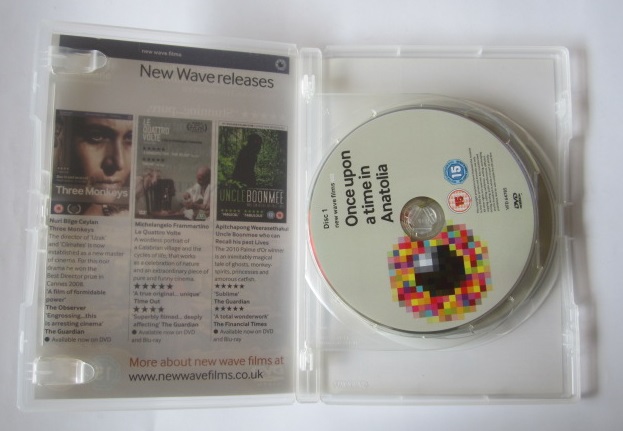 new wave films
New Wave releases
Three Monkeys
LE
QUATTRO
VOLTE
UNCLE BOONMEE
Nuri Bilge Ceylan
Three Monkeys
The director of 'Uzak'
and 'Climates' is now
established as a new master
of cinema. For this noir
drama he won the
Best Director prize in
Cannes 2008.
'A film of formidable
power'
The Observer
'Engrossing...this
is arresting cinema'
The Guardian
Available now on DVD
Michelangelo Frammartino
Le Quattro Volte
A wordless portrait of
a Calabrian village and the
cycles of life, that works
as a celebration of nature
and an extraordinary piece of
pure and funny cinema.
★★★★★
'A true original... unique'
Time Out
★★★★
'Superbly filmed... deeply
affecting' The Guardian
Available now on DVD
and Blu-ray
Apichatpong Weerasethakul
Uncle Boonmee who can
Recall his past Lives
The 2010 Palme d'Or winner
is an inexhaustibly magical
tale of ghosts, monkey-
spirits, princesses and
amorous catfish.
★★★★★
'Sublime'
The Guardian
★★★★★
'A total wonderwork'
The Financial Times
Available now on DVD
and Blu-ray
More about new wave films at
www.newwavefilms.co.uk
Disc 1
new wave films
Once upon
a time in
Anatolia
15
15
DVD